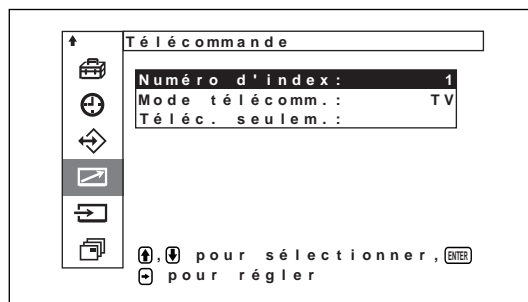 Télécommande
Numéro d'index: 1
Mode télécomm.: TV
Téléc. seulem.:
, pour sélectionner, ENTER
pour régler